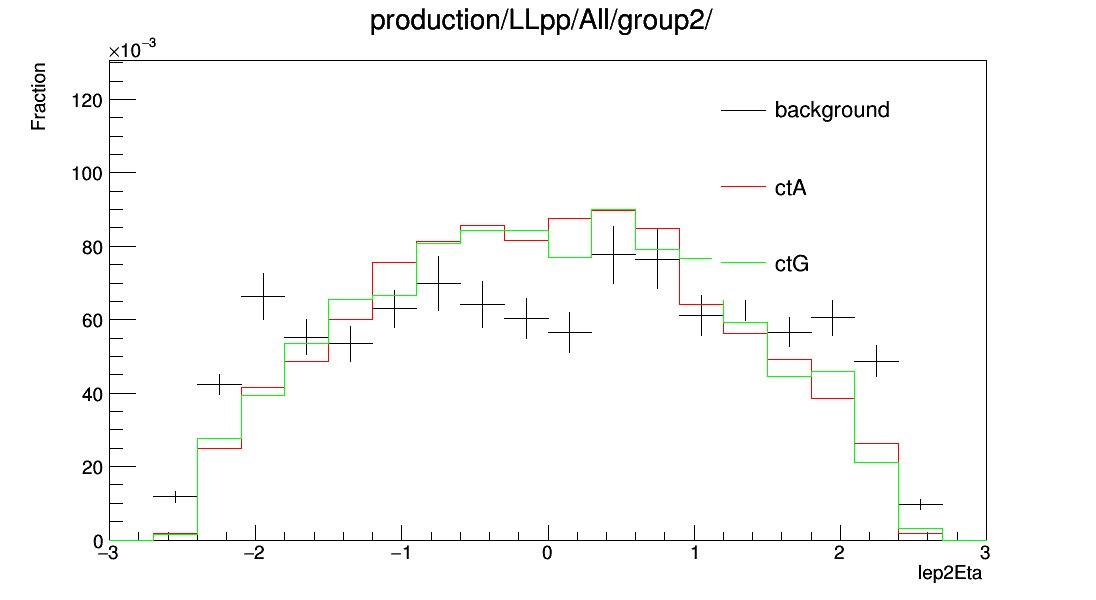 production/LLpp/All/group2/
×10⁻³
Fraction
120
100
80
60
40
20
0
background
ctA
ctG
−3 −2 −1 0 1 2 3
lep2Eta